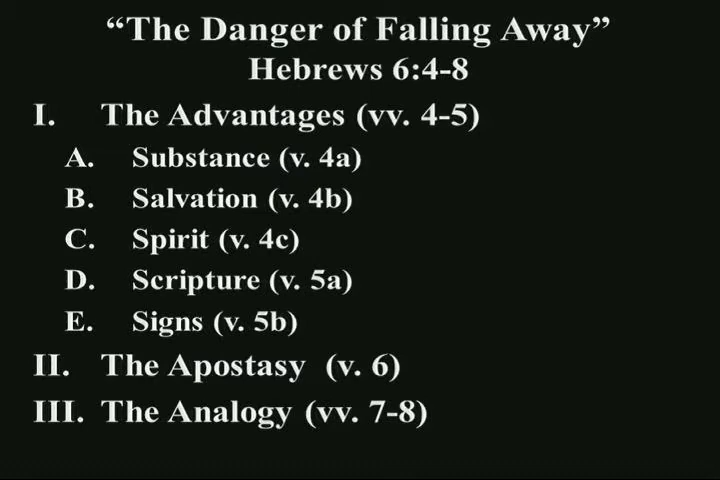 “The Danger of Falling Away”
Hebrews 6:4-8
I. The Advantages (vv. 4-5)
A. Substance (v. 4a)
B. Salvation (v. 4b)
C. Spirit (v. 4c)
D. Scripture (v. 5a)
E. Signs (v. 5b)
II. The Apostasy (v. 6)
III. The Analogy (vv. 7-8)